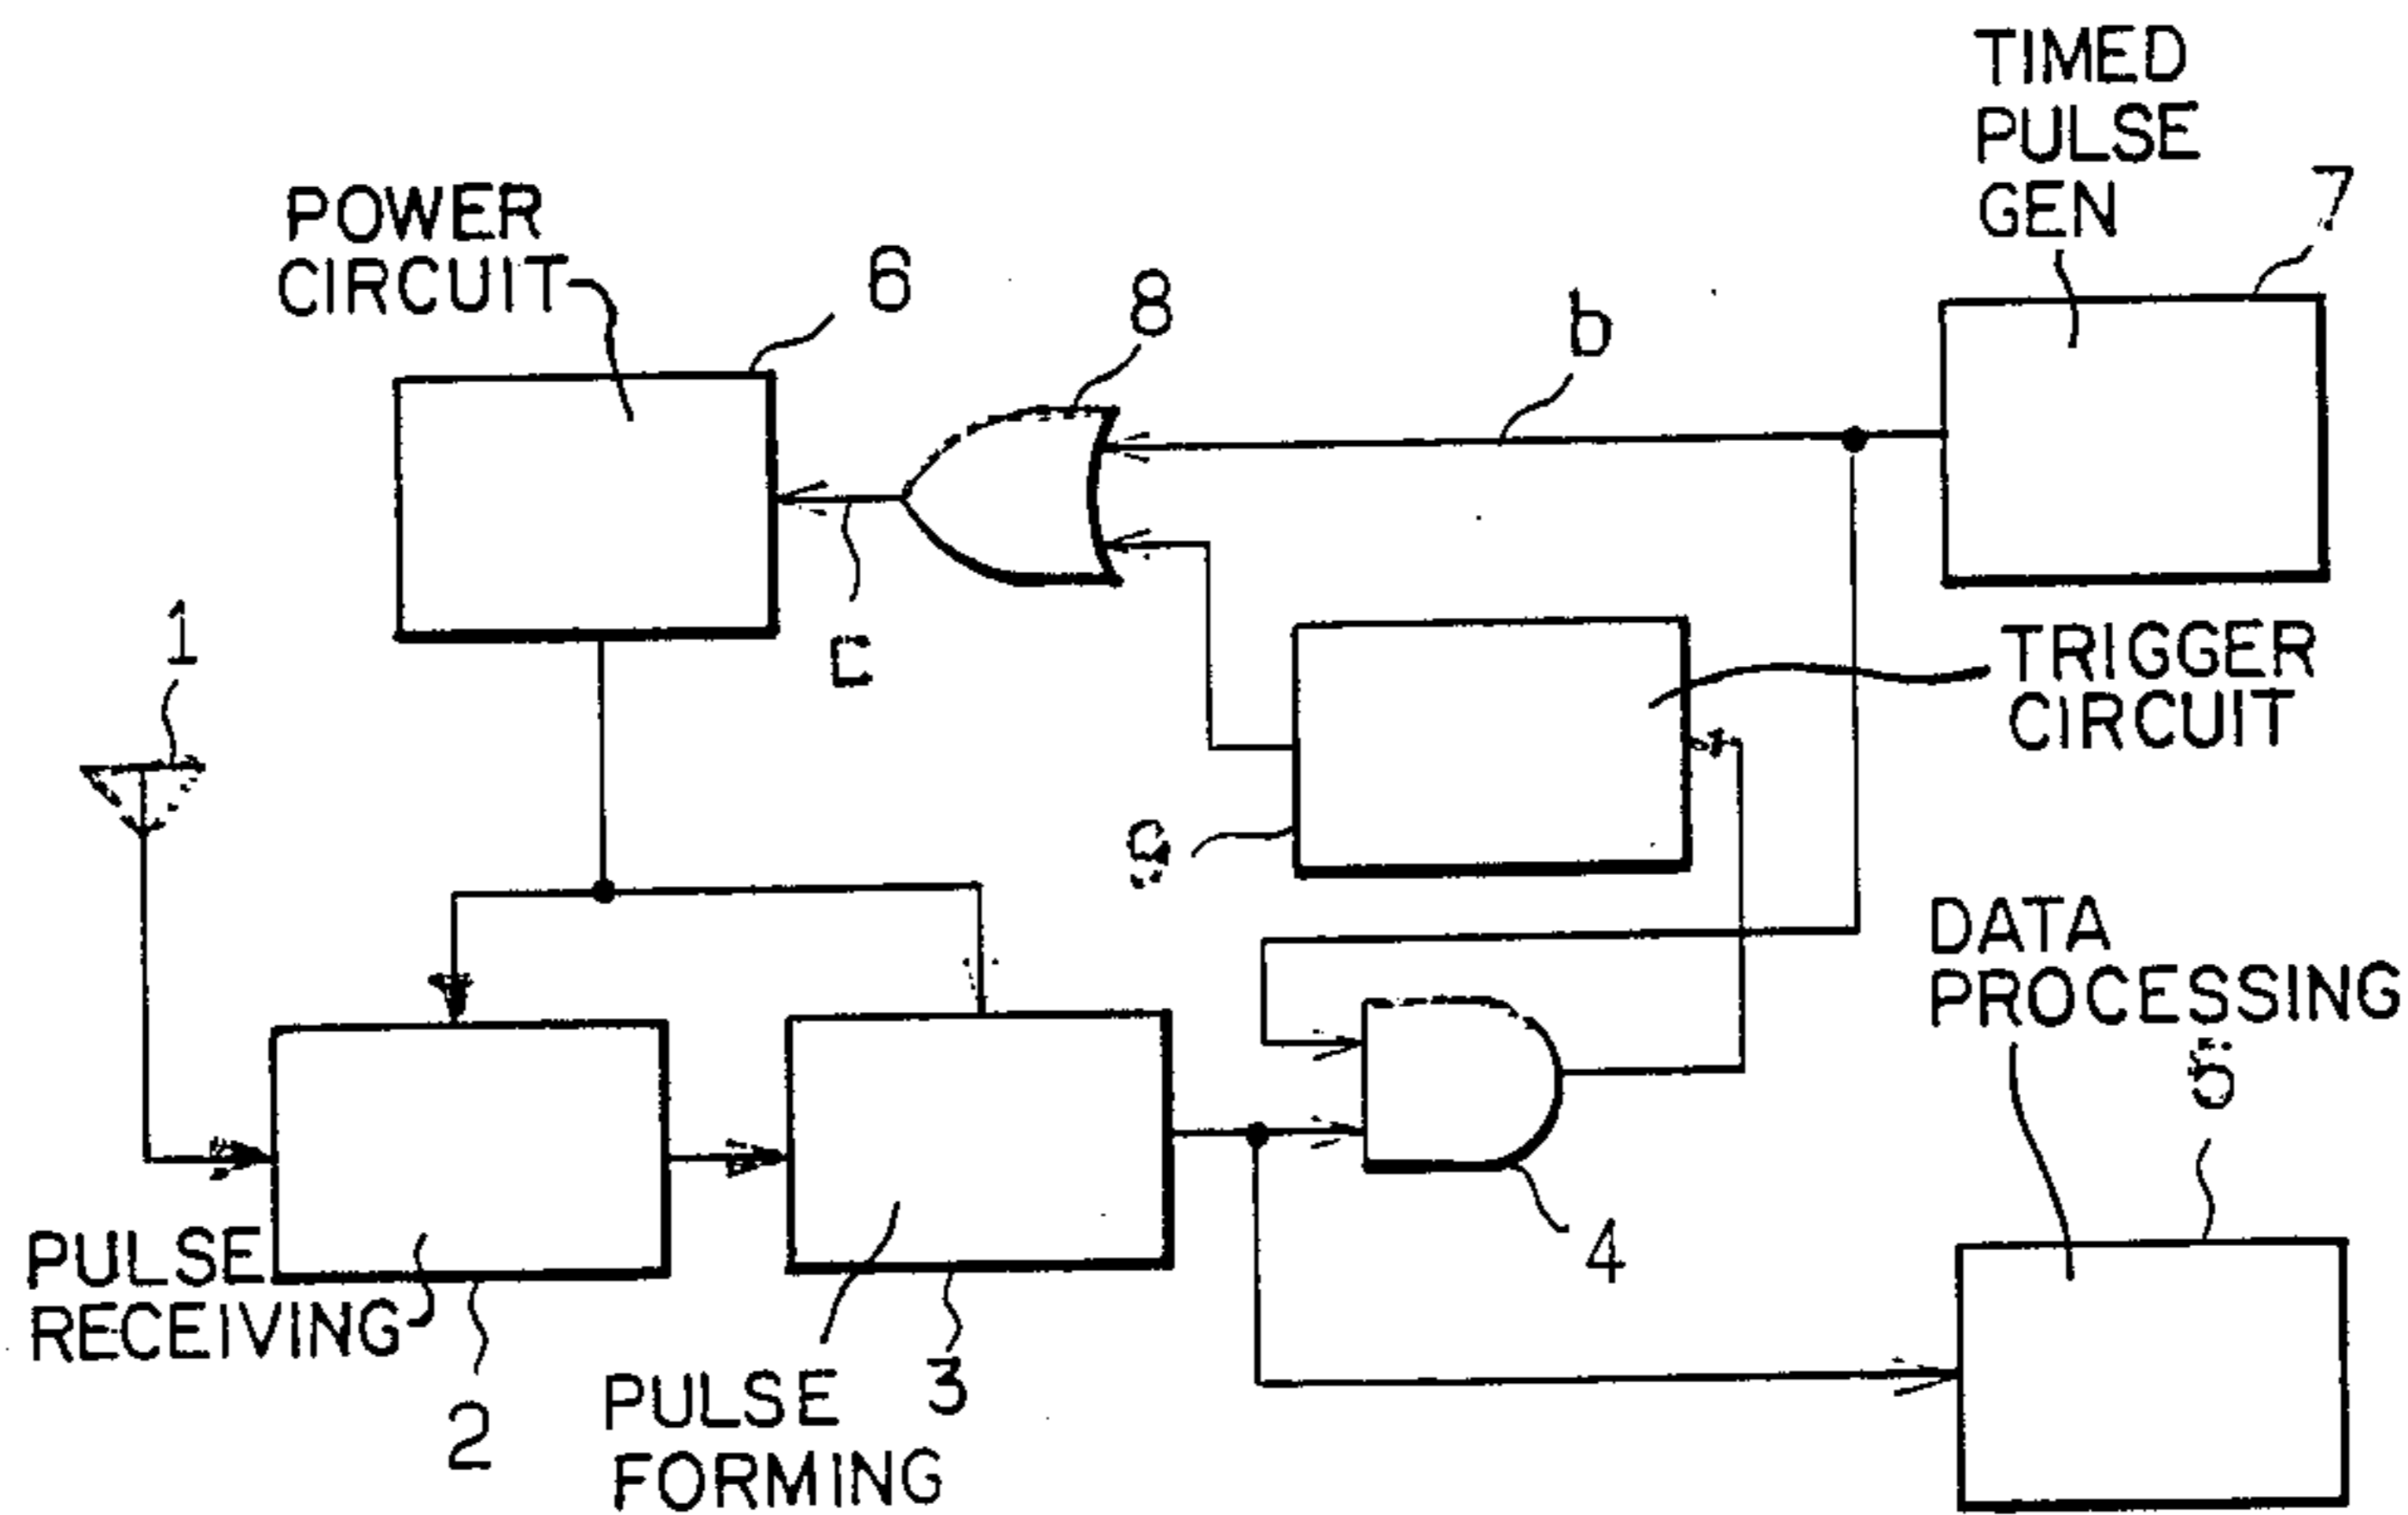 TIMED
PULSE
GEN
7
POWER
CIRCUIT
6
8
b
1
c
TRIGGER
CIRCUIT
9
DATA
PROCESSING
5
4
PULSE
RECEIVING
2
3
PULSE
FORMING